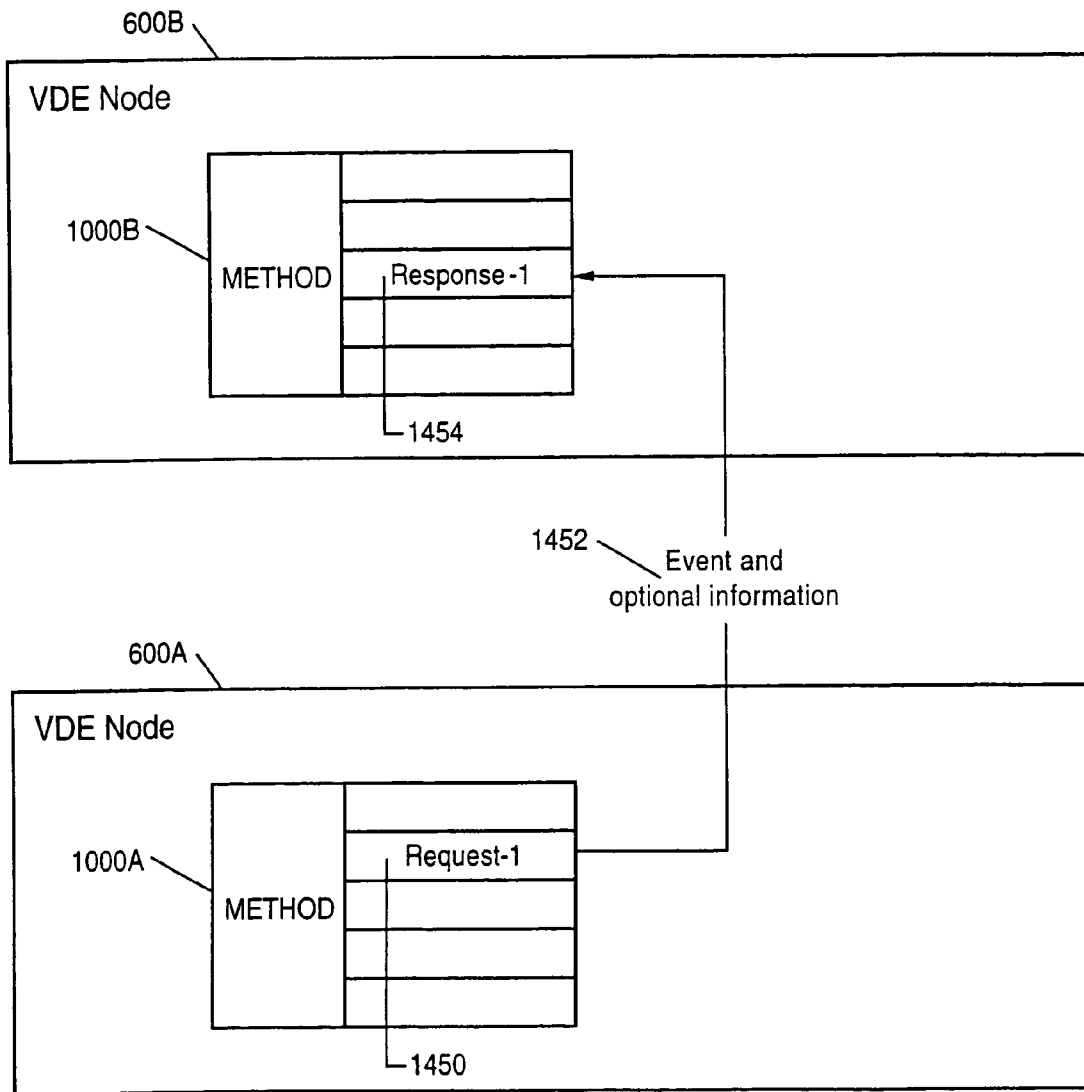 600B
VDE Node
1000B
METHOD
Response-1
1454
1452
Event and
optional information
600A
VDE Node
1000A
METHOD
Request-1
1450